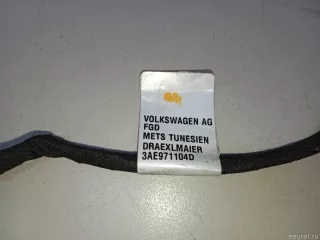 VOLKSWAGEN AG
FGD
METS TUNESIEN
DRAEXLMAIER
3AE971104D